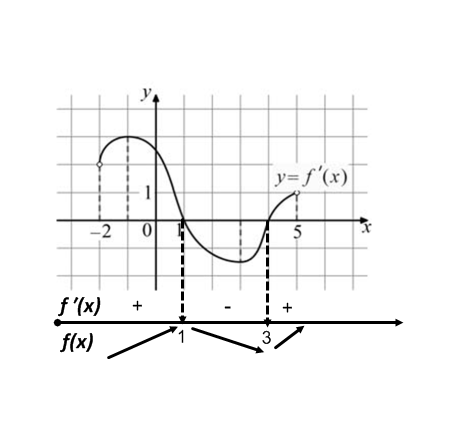 y
y=f'(x)
1
-2 0 1 5 x
f'(x) + - +
f(x) 1 3